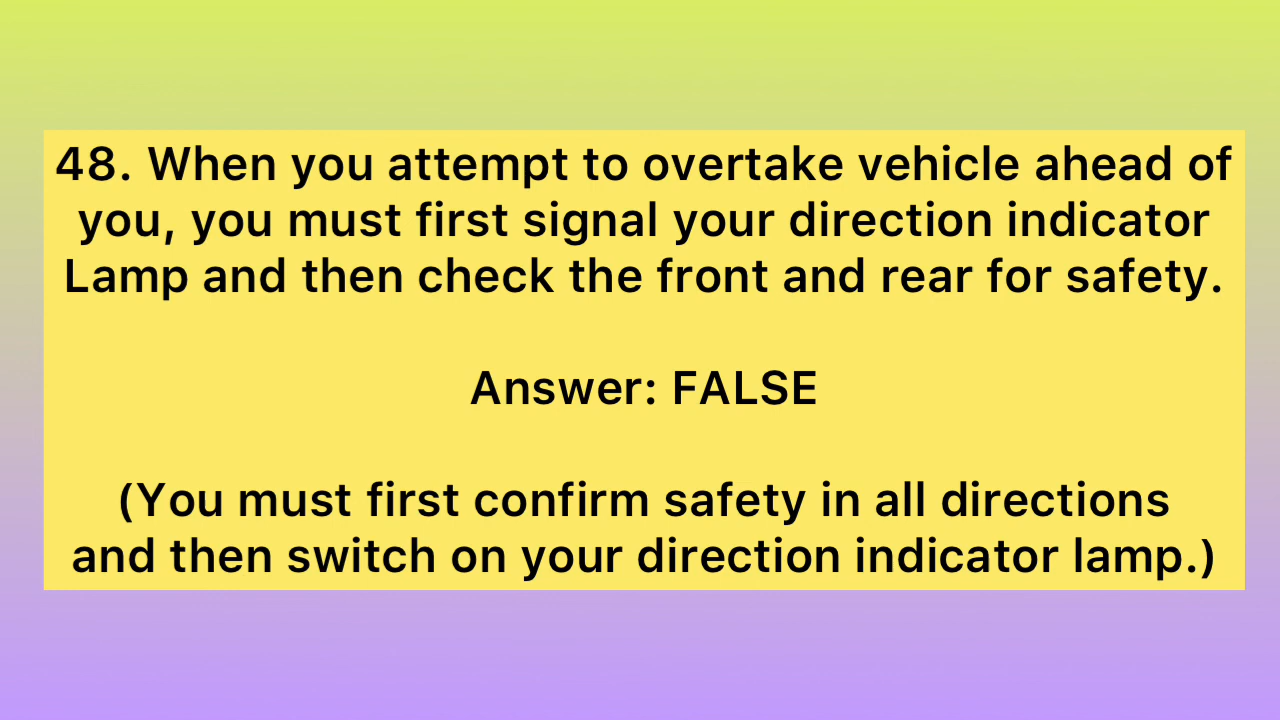 48. When you attempt to overtake vehicle ahead of
you, you must first signal your direction indicator
Lamp and then check the front and rear for safety.
Answer: FALSE
(You must first confirm safety in all directions
and then switch on your direction indicator lamp.)